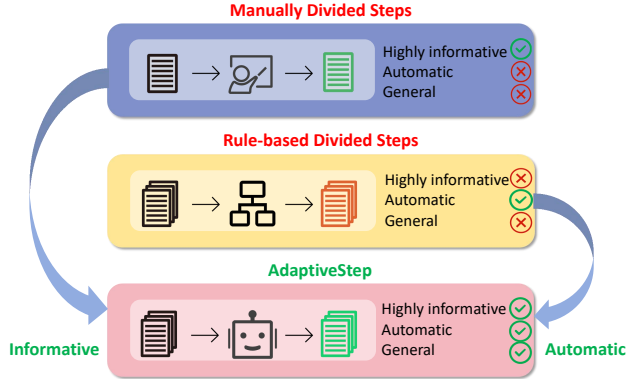 Manually Divided Steps
Highly informative
Automatic
General
Rule-based Divided Steps
Highly informative
Automatic
General
AdaptiveStep
Highly informative
Automatic
General
Informative
Automatic